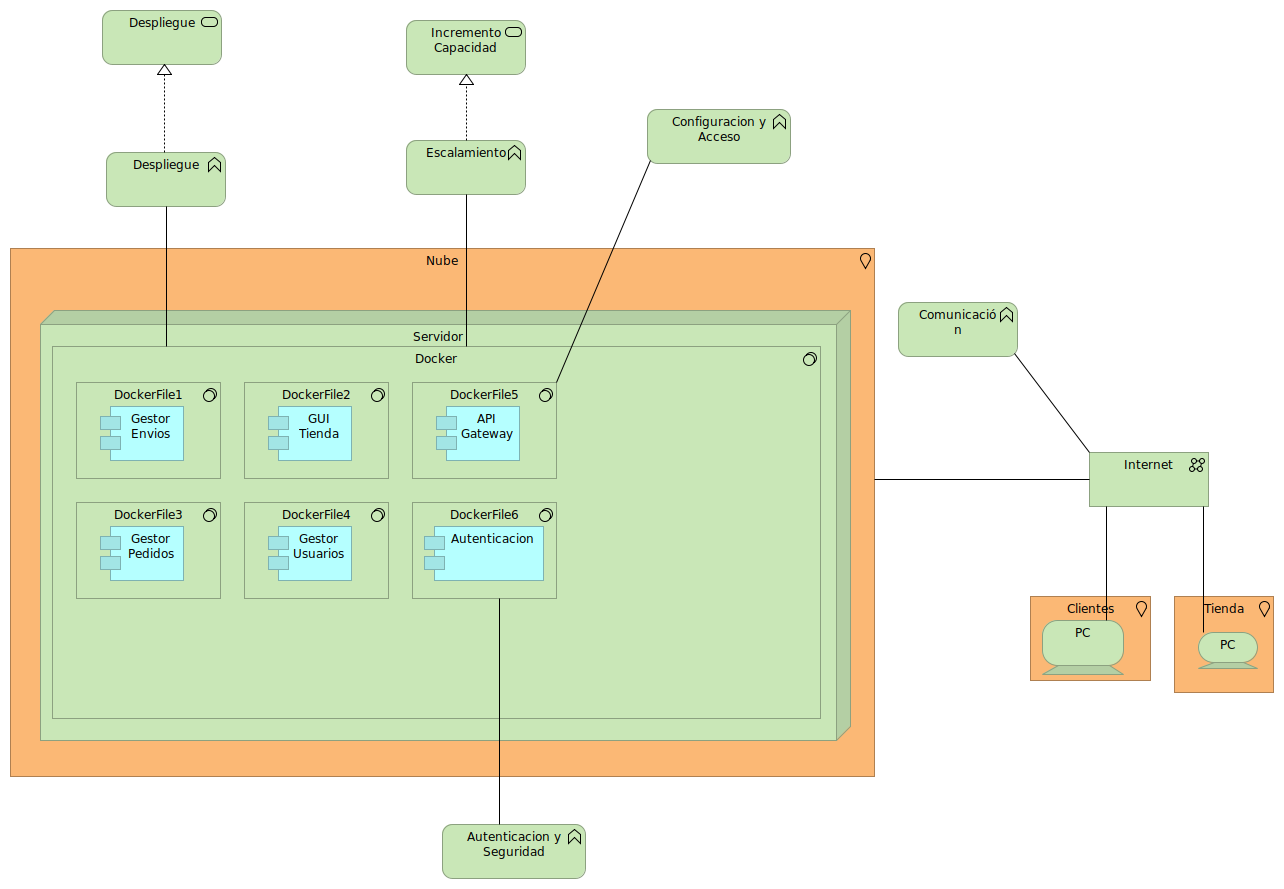 Despliegue
Incremento
Capacidad
Despliegue
Escalamiento
Configuracion y
Acceso
Nube
Servidor
Docker
DockerFile1
Gestor
Envios
DockerFile2
GUI
Tienda
DockerFile5
API
Gateway
DockerFile3
Gestor
Pedidos
DockerFile4
Gestor
Usuarios
DockerFile6
Autenticacion
Autenticacion y
Seguridad
Comunicació
n
Internet
Clientes
PC
Tienda
PC